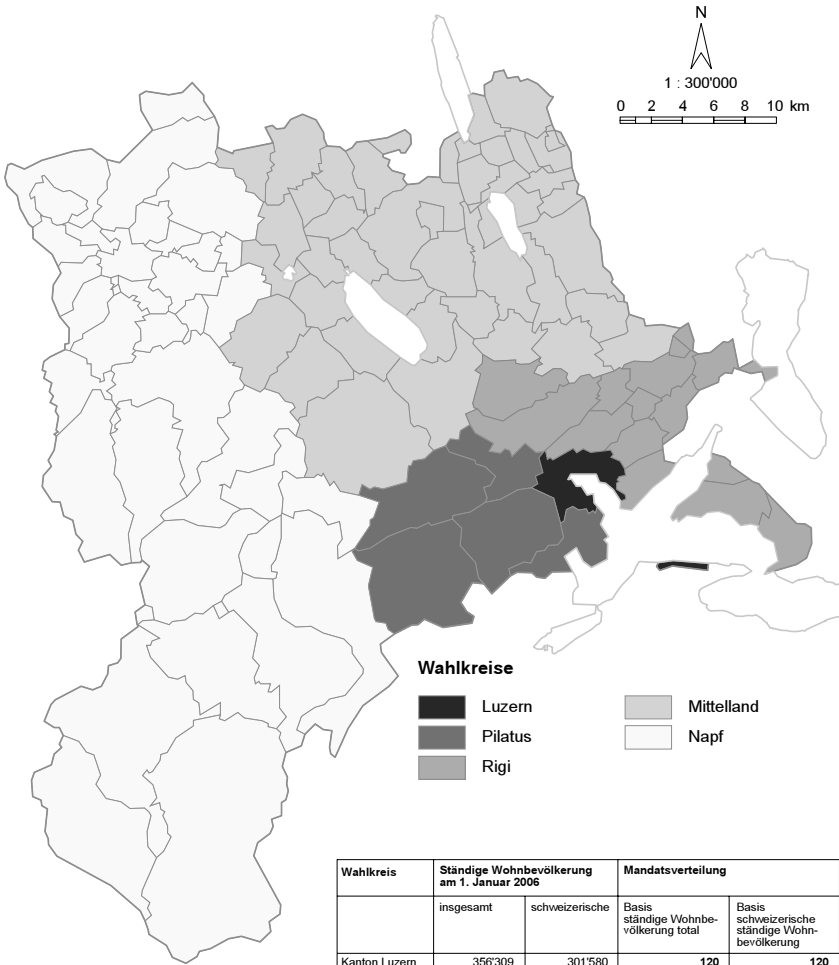 N
1 : 300'000
0 2 4 6 8 10 km
Wahlkreise
Luzern
Pilatus
Rigi
Mittelland
Napf
Wahlkreis
Ständige Wohnbevölkerung
am 1. Januar 2006
Mandatsverteilung
insgesamt
schweizerische
Basis
ständige Wohnbe-
völkerung total
Basis
schweizerische
ständige Wohn-
bevölkerung
Kanton Luzern 356'309 301'580 120 120